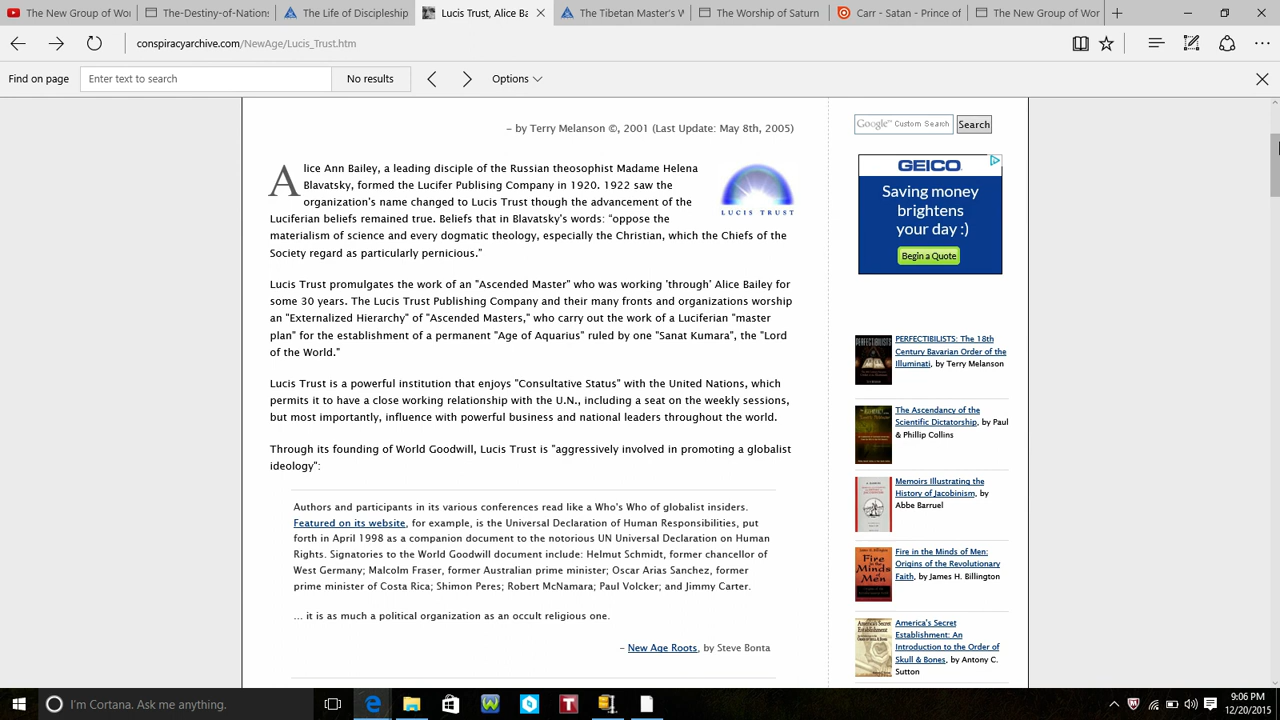 The New Group of Wor
The-Destiny-of-Nation
The Life of Discipleship
Lucis Trust, Alice Ba
The Tibetan Master's W
The Worship of Saturn
Carr - Search Results
The New Group of Wor
conspiracyarchive.com/NewAge/Lucis_Trust.htm
Find on page
Enter text to search
No results
Options
– by Terry Melanson ©, 2001 (Last Update: May 8th, 2005)
Alice Ann Bailey, a leading disciple of the Russian theosophist Madame Helena
Blavatsky, formed the Lucifer Publising Company in 1920. 1922 saw the
organization's name changed to Lucis Trust though the advancement of the
Luciferian beliefs remained true. Beliefs that in Blavatsky's words: "oppose the
materialism of science and every dogmatic theology, especially the Christian, which the Chiefs of the
Society regard as particularly pernicious."
LUCIS TRUST
Lucis Trust promulgates the work of an "Ascended Master" who was working 'through' Alice Bailey for
some 30 years. The Lucis Trust Publishing Company and their many fronts and organizations worship
an "Externalized Hierarchy" of "Ascended Masters," who carry out the work of a Luciferian "master
plan" for the establishment of a permanent "Age of Aquarius" ruled by one "Sanat Kumara", the "Lord
of the World."
Lucis Trust is a powerful institution that enjoys "Consultative Status" with the United Nations, which
permits it to have a close working relationship with the U.N., including a seat on the weekly sessions,
but most importantly, influence with powerful business and national leaders throughout the world.
Through its founding of World Goodwill, Lucis Trust is "aggressively involved in promoting a globalist
ideology":
Authors and participants in its various conferences read like a Who's Who of globalist insiders.
Featured on its website, for example, is the Universal Declaration of Human Responsibilities, put
forth in April 1998 as a companion document to the notorious UN Universal Declaration on Human
Rights. Signatories to the World Goodwill document include: Helmut Schmidt, former chancellor of
West Germany; Malcolm Fraser, former Australian prime minister; Oscar Arias Sanchez, former
prime minister of Costa Rica; Shimon Peres; Robert McNamara; Paul Volcker; and Jimmy Carter.
... it is as much a political organization as an occult religious one.
– New Age Roots, by Steve Bonta
Google™ Custom Search
Search
GEICO
Saving money
brightens
your day :)
Begin a Quote
PERFECTIBILISTS: The 18th
Century Bavarian Order of the
Illuminati, by Terry Melanson
The Ascendancy of the
Scientific Dictatorship, by Paul
& Phillip Collins
Memoirs Illustrating the
History of Jacobinism, by
Abbe Barruel
Fire in the Minds of Men:
Origins of the Revolutionary
Faith, by James H. Billington
America's Secret
Establishment: An
Introduction to the Order of
Skull & Bones, by Antony C.
Sutton
I'm Cortana. Ask me anything.
9:06 PM
12/20/2015